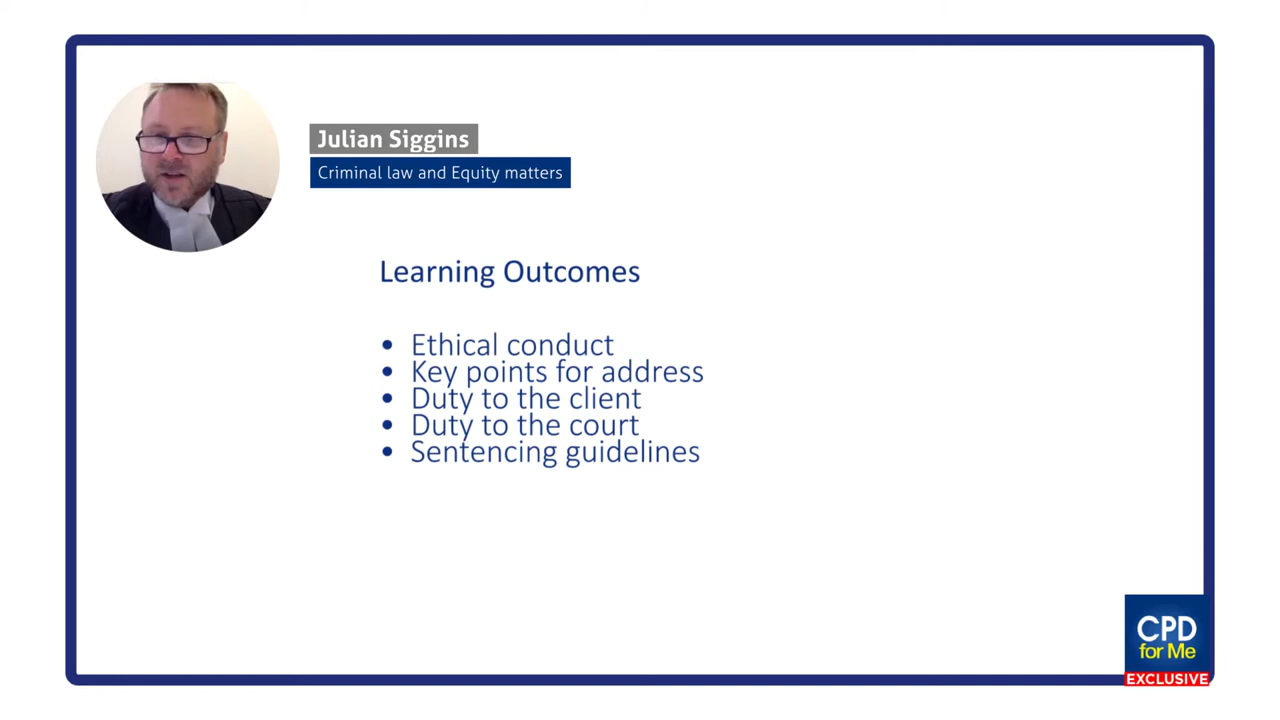 Julian Siggins
Criminal law and Equity matters
Learning Outcomes
• Ethical conduct
• Key points for address
• Duty to the client
• Duty to the court
• Sentencing guidelines
CPD
for Me
EXCLUSIVE